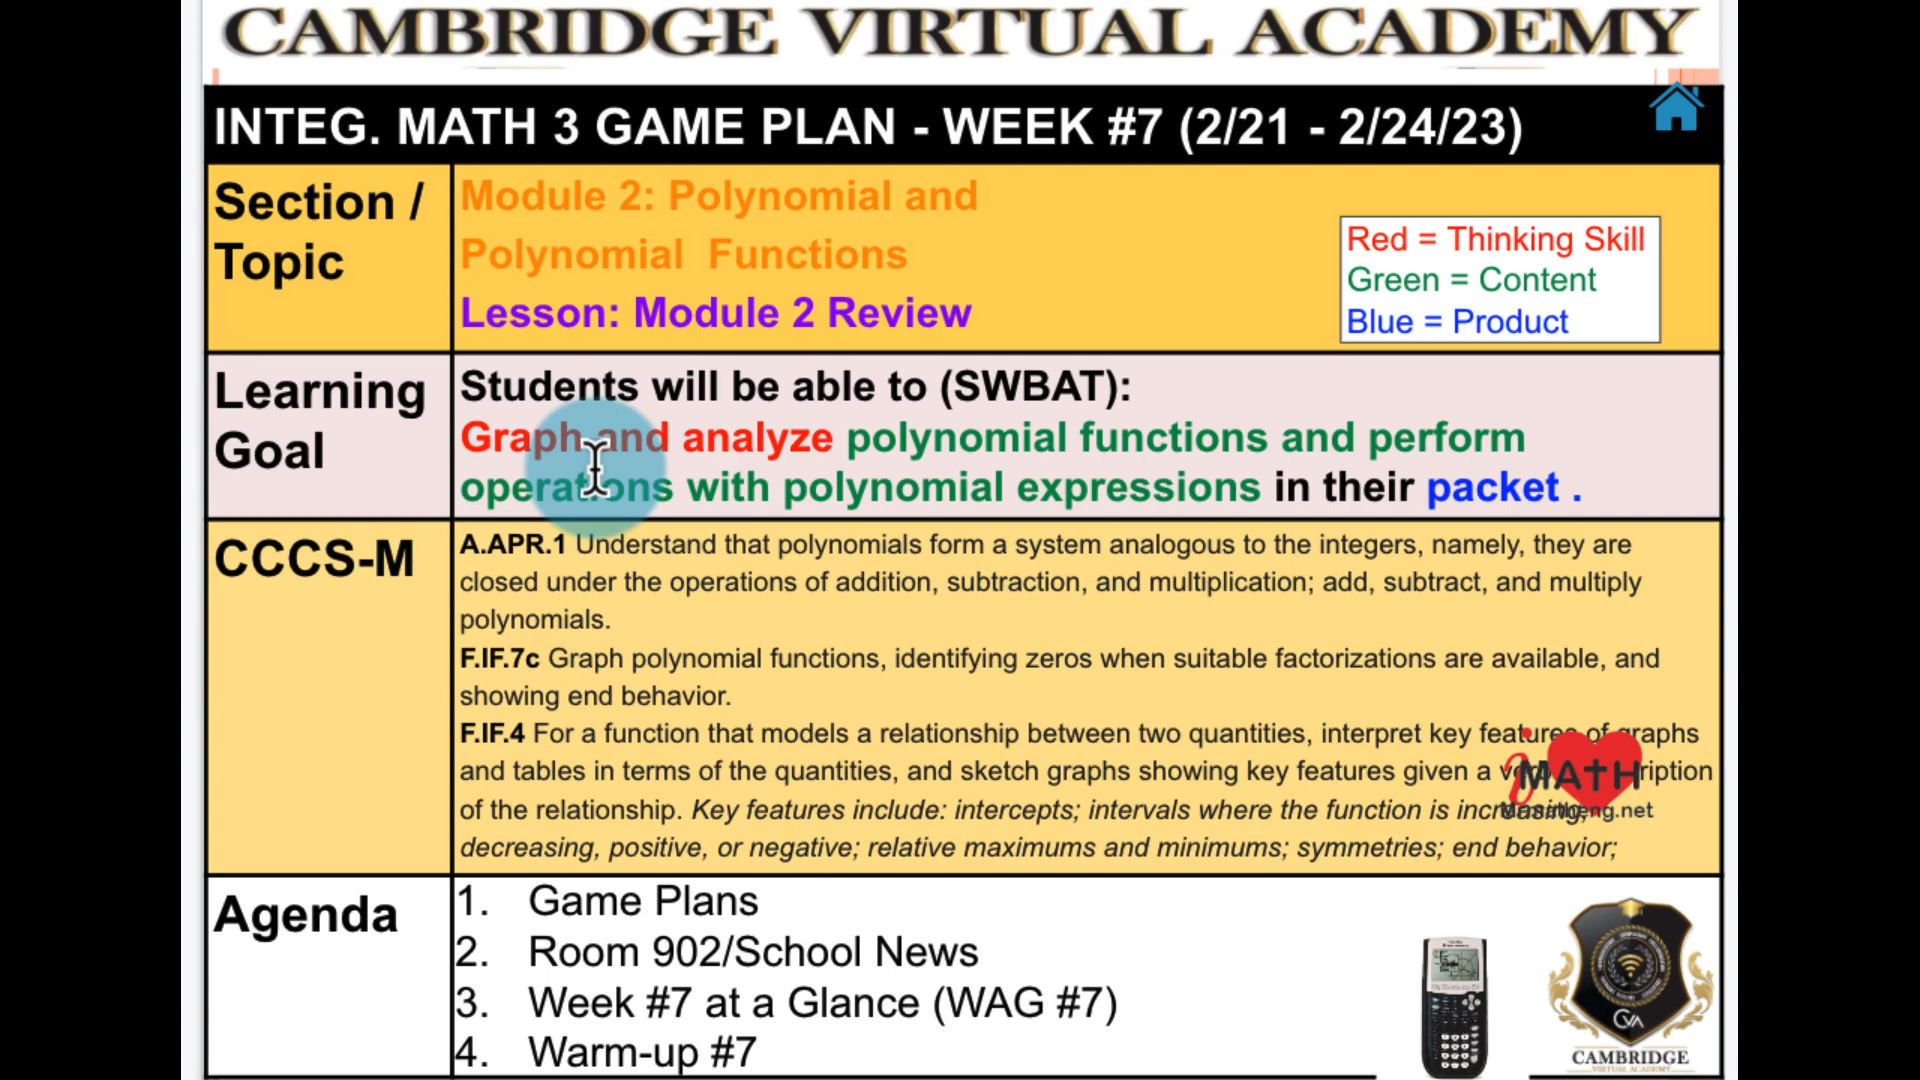 CAMBRIDGE VIRTUAL ACADEMY
INTEG. MATH 3 GAME PLAN - WEEK #7 (2/21 - 2/24/23)
Section /
Topic
Module 2: Polynomial and
Polynomial Functions
Lesson: Module 2 Review
Red = Thinking Skill
Green = Content
Blue = Product
Learning
Goal
Students will be able to (SWBAT):
Graph and analyze polynomial functions and perform
operations with polynomial expressions in their packet .
CCCS-M
A.APR.1 Understand that polynomials form a system analogous to the integers, namely, they are
closed under the operations of addition, subtraction, and multiplication; add, subtract, and multiply
polynomials.
F.IF.7c Graph polynomial functions, identifying zeros when suitable factorizations are available, and
showing end behavior.
F.IF.4 For a function that models a relationship between two quantities, interpret key features of graphs
and tables in terms of the quantities, and sketch graphs showing key features given a
of the relationship. Key features include: intercepts; intervals where the function is increasing,
decreasing, positive, or negative; relative maximums and minimums; symmetries; end behavior;
i MATH
Agenda
1. Game Plans
2. Room 902/School News
3. Week #7 at a Glance (WAG #7)
4. Warm-up #7
CVA
CAMBRIDGE
VIRTUAL ACADEMY